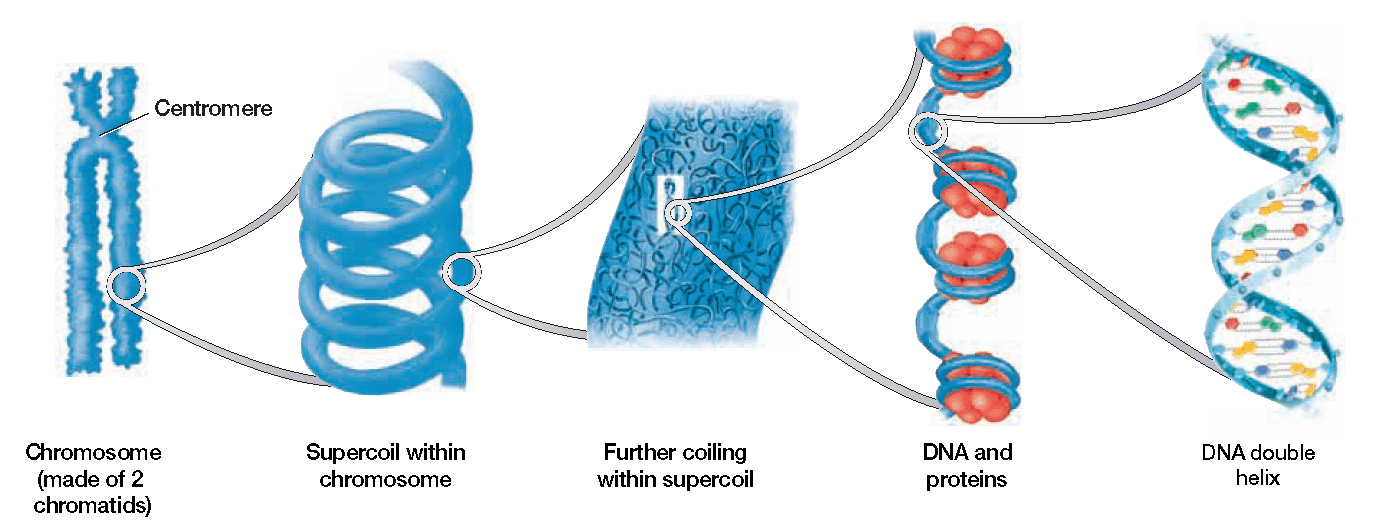 Centromere
Chromosome
(made of 2
chromatids)
Supercoil within
chromosome
Further coiling
within supercoil
DNA and
proteins
DNA double
helix